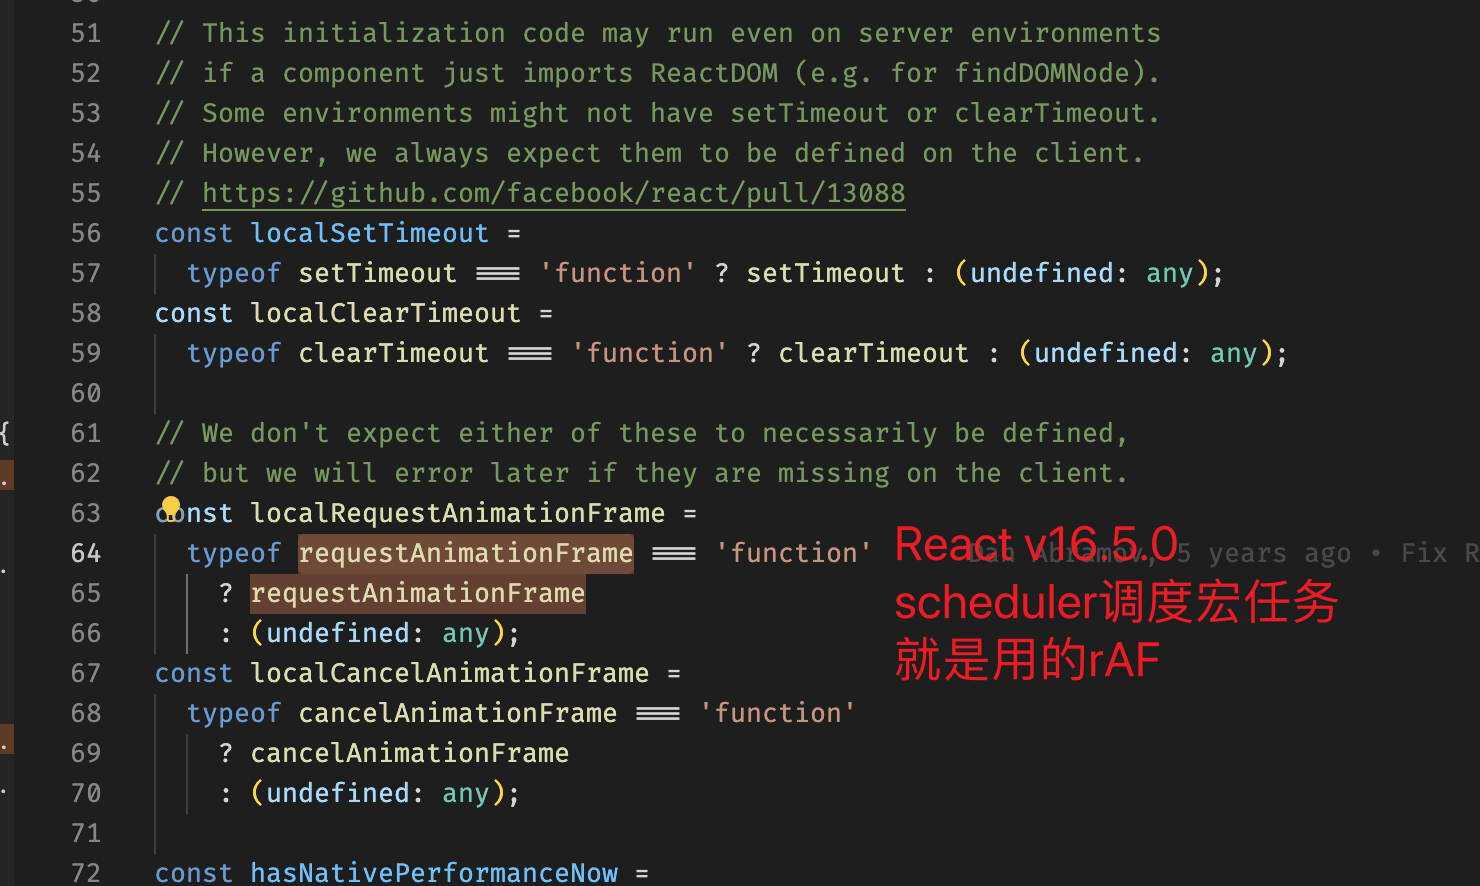 51 // This initialization code may run even on server environments
52 // if a component just imports ReactDOM (e.g. for findDOMNode).
53 // Some environments might not have setTimeout or clearTimeout.
54 // However, we always expect them to be defined on the client.
55 // https://github.com/facebook/react/pull/13088
56 const localSetTimeout =
57 typeof setTimeout === 'function' ? setTimeout : (undefined: any);
58 const localClearTimeout =
59 typeof clearTimeout === 'function' ? clearTimeout : (undefined: any);
60
{ 61 // We don't expect either of these to necessarily be defined,
62 // but we will error later if they are missing on the client.
63 const localRequestAnimationFrame =
64 typeof requestAnimationFrame === 'function' Dan Abramov, 5 years ago • Fix R
React v16.5.0
65 ? requestAnimationFrame
scheduler调度宏任务
66 : (undefined: any);
就是用的rAF
67 const localCancelAnimationFrame =
68 typeof cancelAnimationFrame === 'function'
69 ? cancelAnimationFrame
70 : (undefined: any);
71
72 const hasNativePerformanceNow =